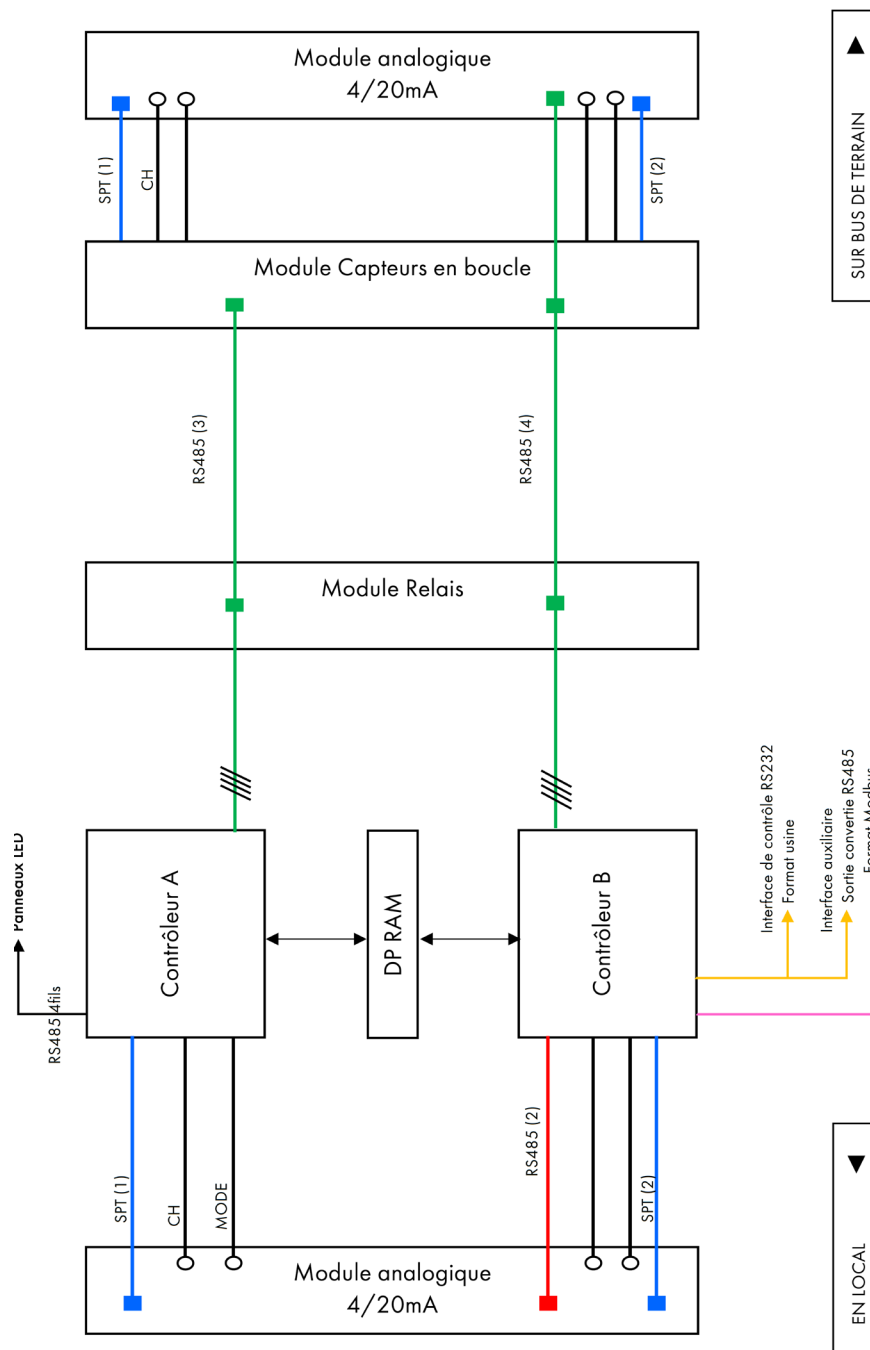 Module analogique
4/20mA
SPT (1)
CH
SPT (2)
SUR BUS DE TERRAIN
Module Capteurs en boucle
RS485 (3)
RS485 (4)
Module Relais
Interface de contrôle RS232
Format usine
Interface auxiliaire
Sortie convertie RS485
Format Modbus
Panneaux LED
Contrôleur A
DP RAM
Contrôleur B
RS485 4fils
SPT (1)
CH
MODE
RS485 (2)
SPT (2)
EN LOCAL
Module analogique
4/20mA